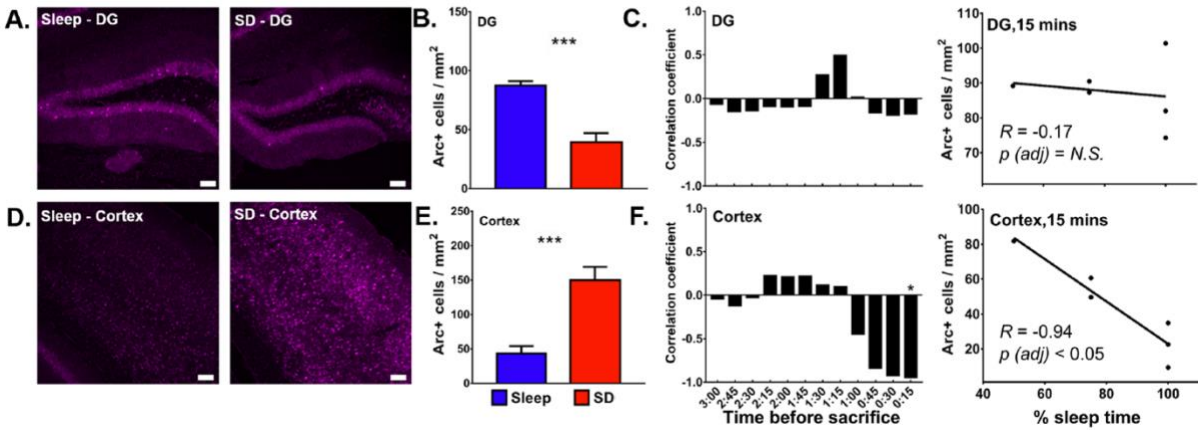 A.
Sleep - DG
SD - DG
B.
DG
***
Arc+ cells / mm²
150
100
50
0
C.
DG
Correlation coefficient
1.0
0.5
0.0
-0.5
-1.0
DG,15 mins
Arc+ cells / mm²
110
100
90
80
70
R = -0.17
p (adj) = N.S.
D.
Sleep - Cortex
SD - Cortex
E.
Cortex
***
Arc+ cells / mm²
250
200
150
100
50
0
Sleep
SD
F.
Cortex
*
Correlation coefficient
1.0
0.5
0.0
-0.5
-1.0
3:00
2:45
2:30
2:15
2:00
1:45
1:30
1:15
1:00
0:45
0:30
0:15
Time before sacrifice
Cortex,15 mins
Arc+ cells / mm²
100
80
60
40
20
0
R = -0.94
p (adj) < 0.05
40
60
80
100
% sleep time